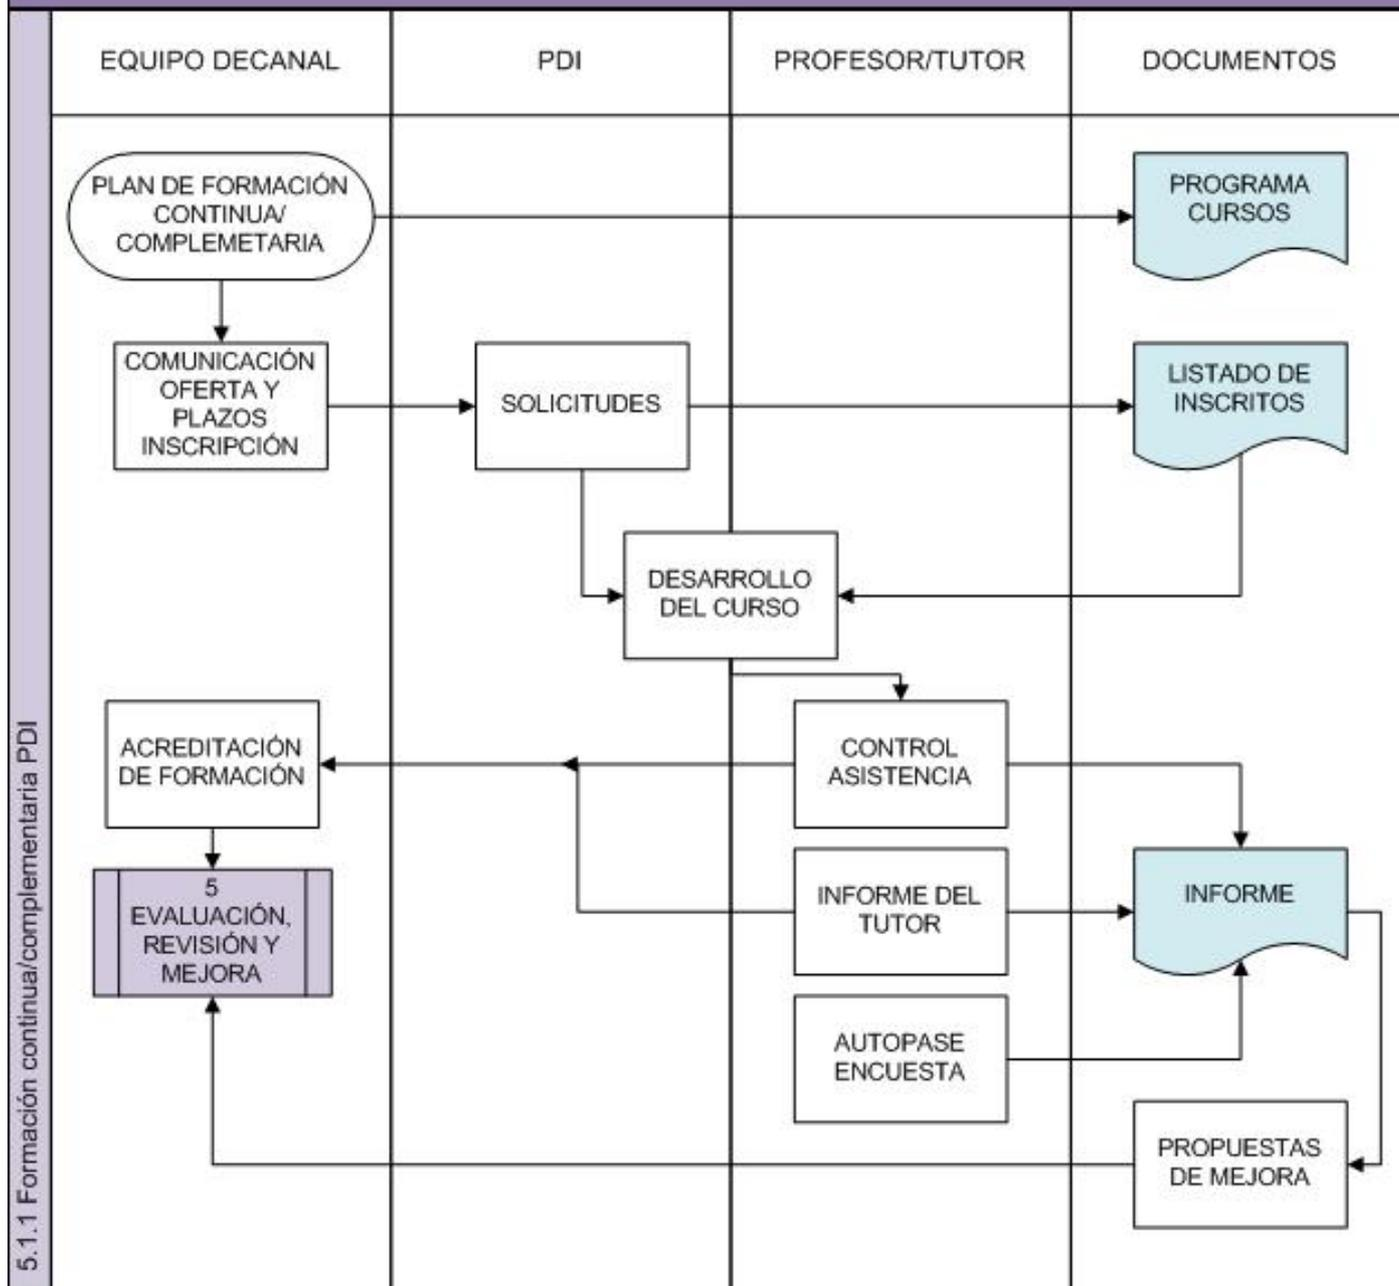 EQUIPO DECANAL
PDI
PROFESOR/TUTOR
DOCUMENTOS
PLAN DE FORMACIÓN
CONTINUA/
COMPLEMETARIA
PROGRAMA
CURSOS
COMUNICACIÓN
OFERTA Y
PLAZOS
INSCRIPCIÓN
SOLICITUDES
LISTADO DE
INSCRITOS
DESARROLLO
DEL CURSO
ACREDITACIÓN
DE FORMACIÓN
CONTROL
ASISTENCIA
5
EVALUACIÓN,
REVISIÓN Y
MEJORA
INFORME DEL
TUTOR
INFORME
AUTOPASE
ENCUESTA
PROPUESTAS
DE MEJORA
5.1.1 Formación continua/complementaria PDI